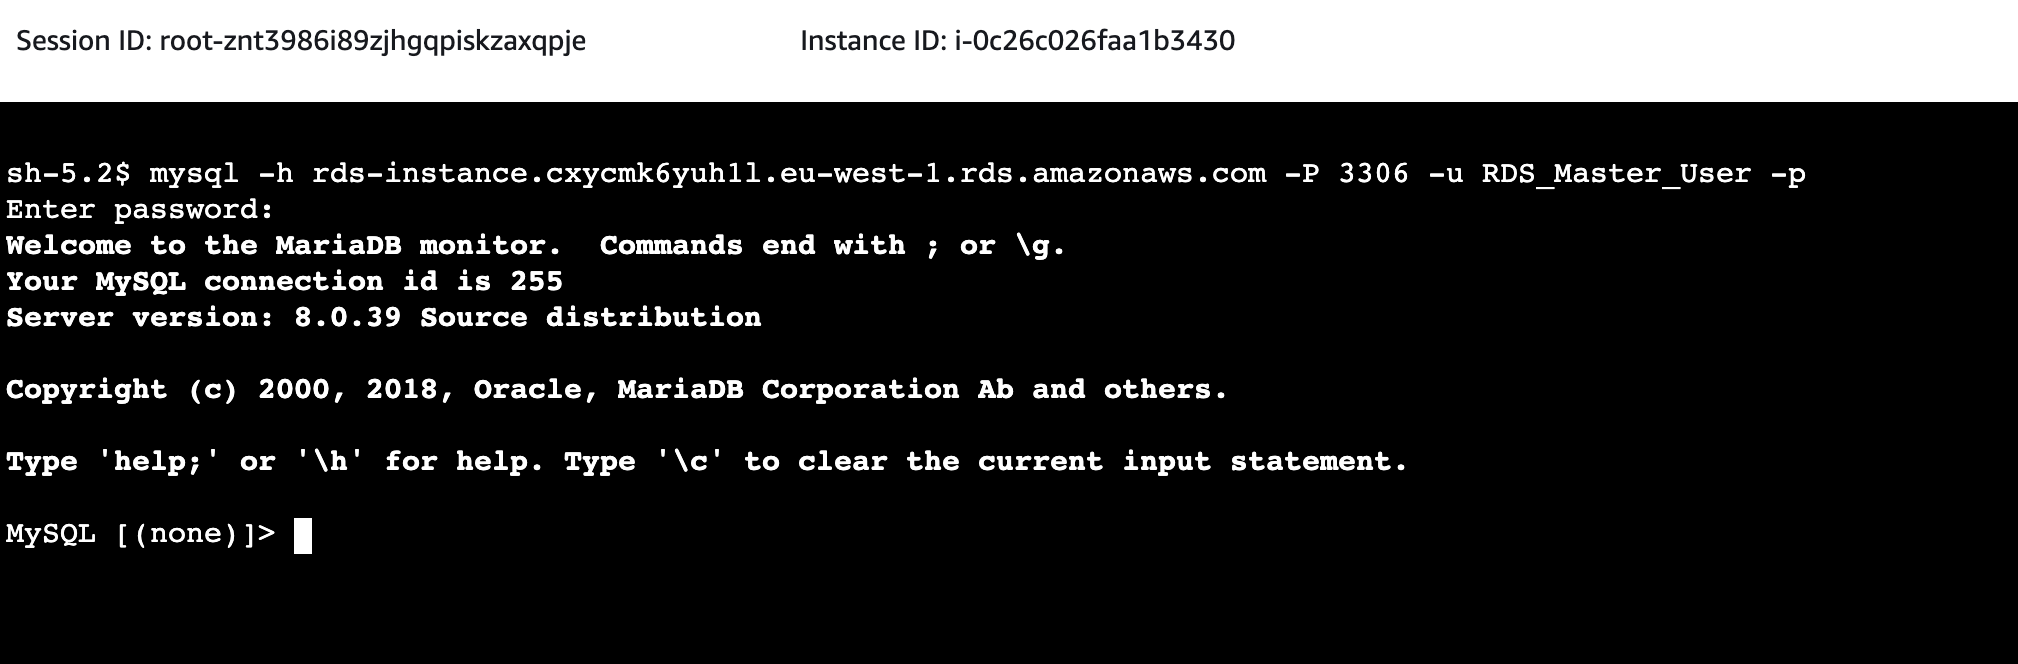 Session ID: root-znt3986i89zjhgqpiskzaxqpje Instance ID: i-0c26c026faa1b3430
sh-5.2$ mysql -h rds-instance.cxycmk6yuh1l.eu-west-1.rds.amazonaws.com -P 3306 -u RDS_Master_User -p
Enter password:
Welcome to the MariaDB monitor.  Commands end with ; or \g.
Your MySQL connection id is 255
Server version: 8.0.39 Source distribution
Copyright (c) 2000, 2018, Oracle, MariaDB Corporation Ab and others.
Type 'help;' or '\h' for help. Type '\c' to clear the current input statement.
MySQL [(none)]>